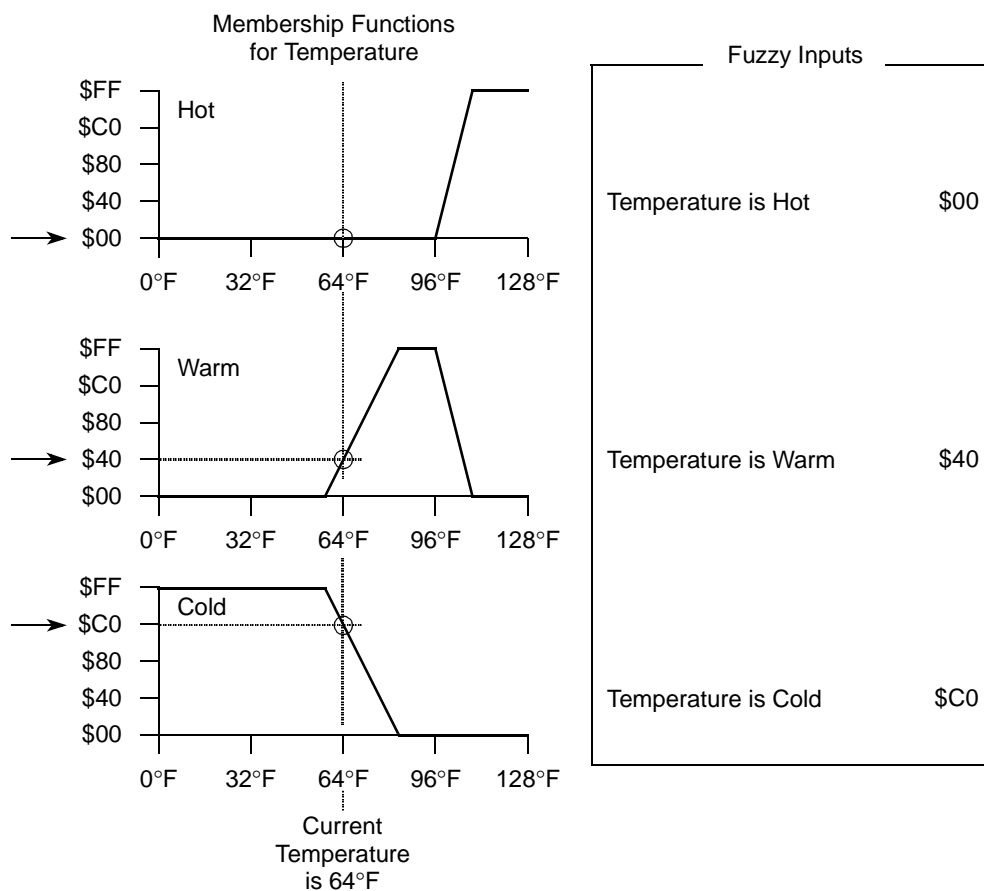 Membership Functions
for Temperature
$FF
$C0
$80
$40
$00
Hot
0°F 32°F 64°F 96°F 128°F
$FF
$C0
$80
$40
$00
Warm
0°F 32°F 64°F 96°F 128°F
$FF
$C0
$80
$40
$00
Cold
0°F 32°F 64°F 96°F 128°F
Current
Temperature
is 64°F
Fuzzy Inputs
Temperature is Hot $00
Temperature is Warm $40
Temperature is Cold $C0